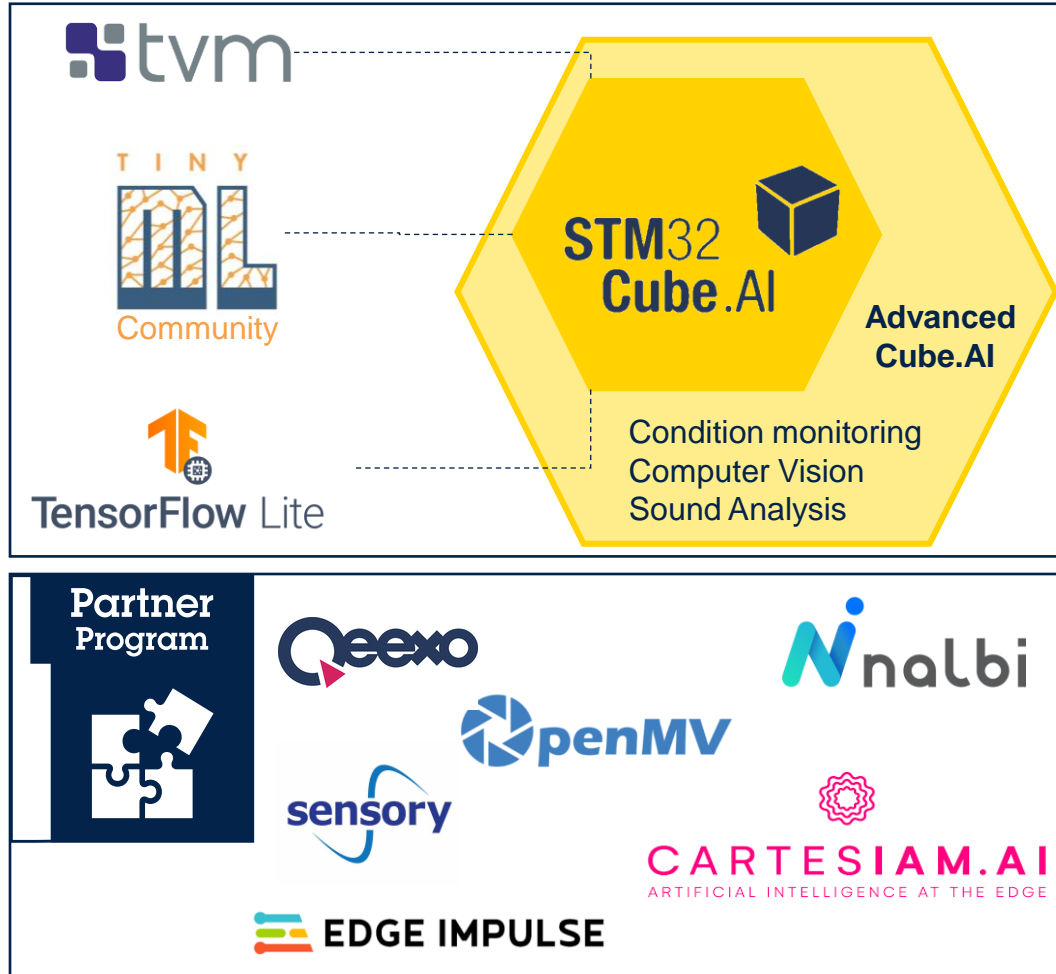 tvm
TINY
ML
Community
TensorFlow Lite
STM32
Cube.AI
Advanced
Cube.AI
Condition monitoring
Computer Vision
Sound Analysis
Partner
Program
Qeexo
nalbi
OpenMV
sensory
CARTESIAM.AI
ARTIFICIAL INTELLIGENCE AT THE EDGE
EDGE IMPULSE